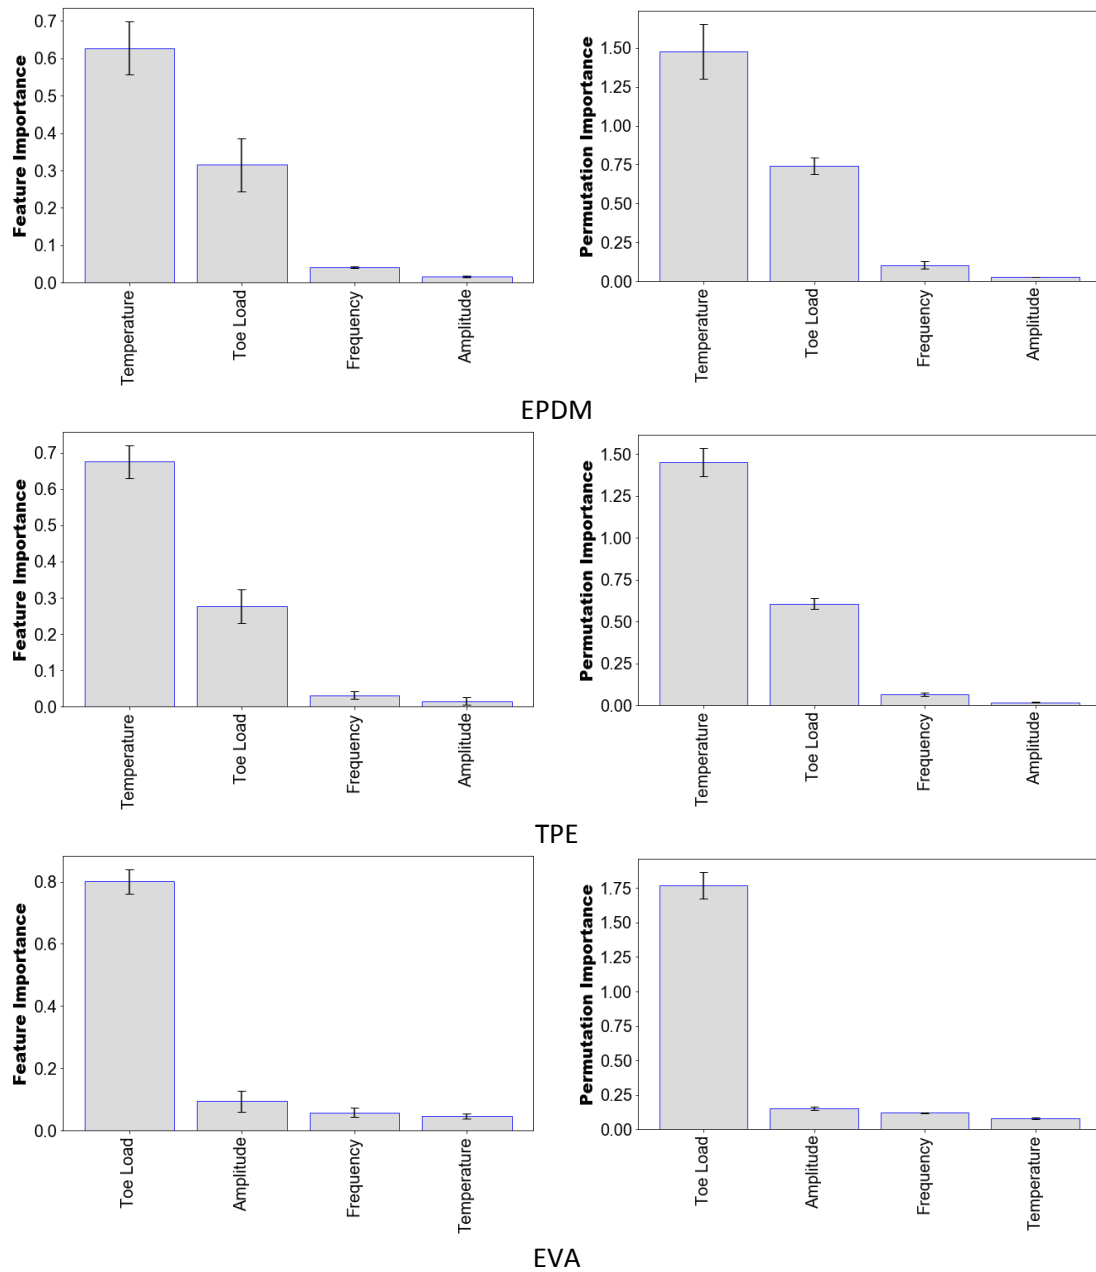 Feature Importance
0.7
0.6
0.5
0.4
0.3
0.2
0.1
0.0
Temperature
Toe Load
Frequency
Amplitude
Permutation Importance
1.50
1.25
1.00
0.75
0.50
0.25
0.00
Temperature
Toe Load
Frequency
Amplitude
EPDM
Feature Importance
0.7
0.6
0.5
0.4
0.3
0.2
0.1
0.0
Temperature
Toe Load
Frequency
Amplitude
Permutation Importance
1.50
1.25
1.00
0.75
0.50
0.25
0.00
Temperature
Toe Load
Frequency
Amplitude
TPE
Feature Importance
0.8
0.6
0.4
0.2
0.0
Toe Load
Amplitude
Frequency
Temperature
Permutation Importance
1.75
1.50
1.25
1.00
0.75
0.50
0.25
0.00
Toe Load
Amplitude
Frequency
Temperature
EVA